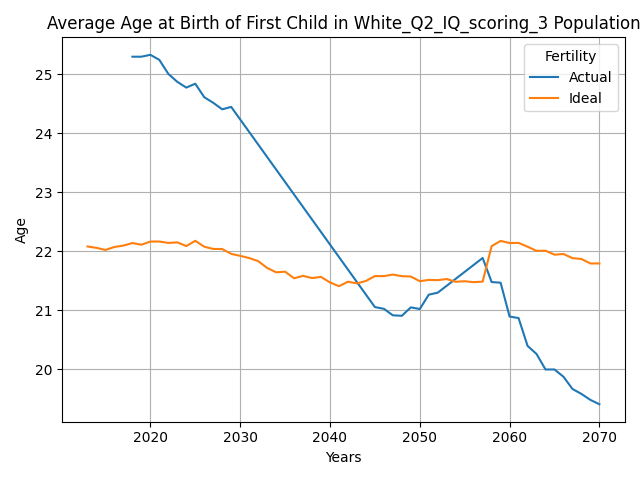 Average Age at Birth of First Child in White_Q2_IQ_scoring_3 Population
Fertility
Actual
Ideal
25
24
23
22
21
20
Age
2020
2030
2040
2050
2060
2070
Years